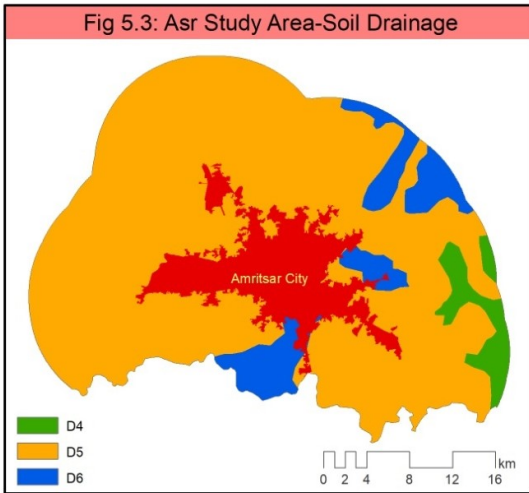 Fig 5.3: Asr Study Area-Soil Drainage
Amritsar City
D4
D5
D6
km
0 2 4 8 12 16